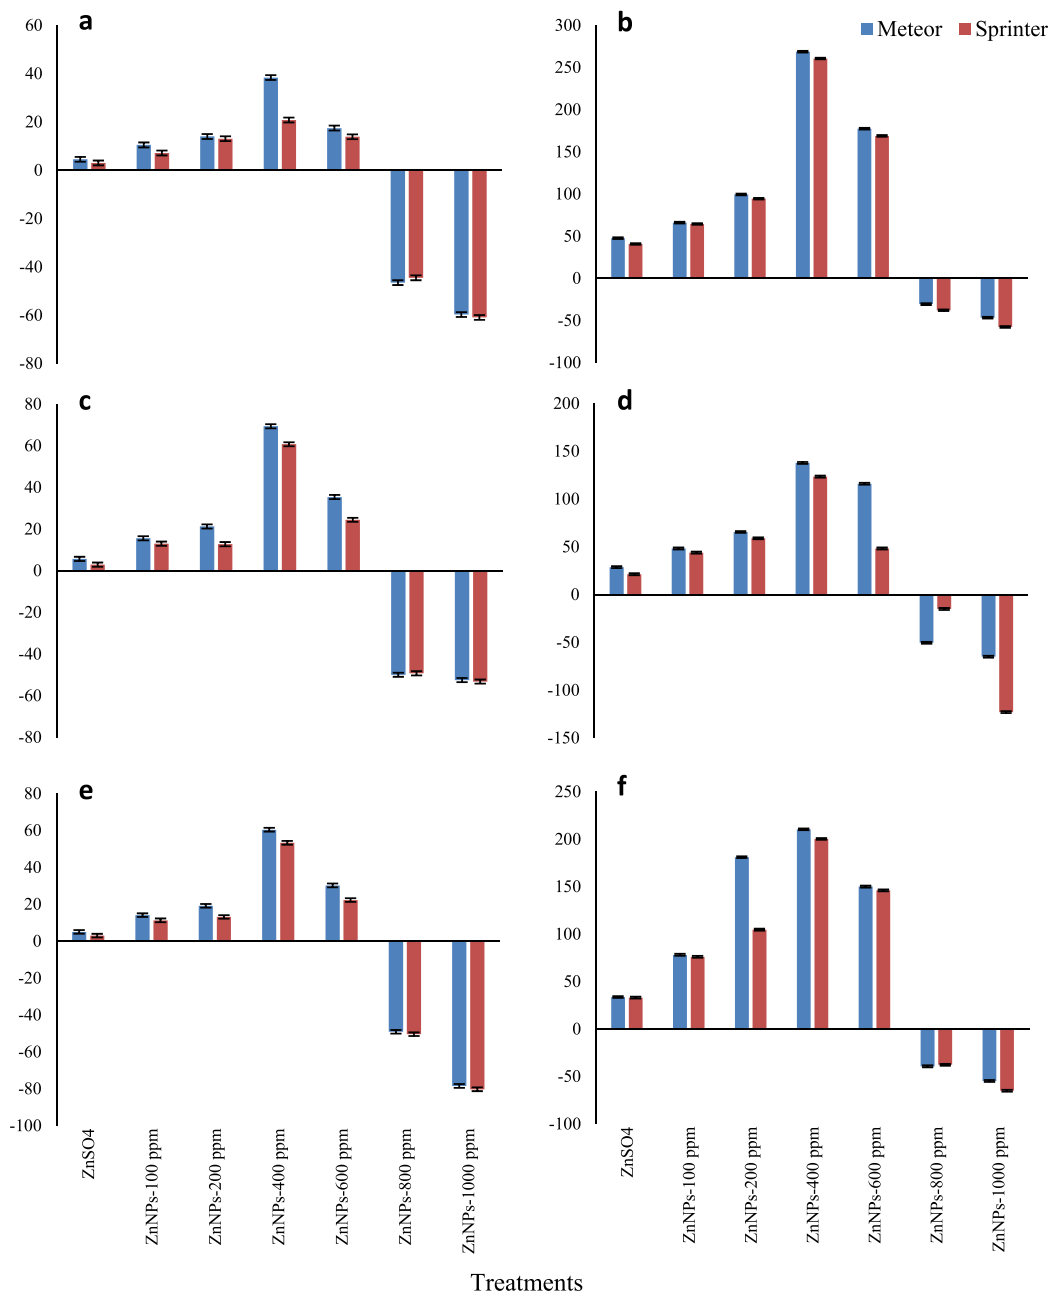 a
60
40
20
0
-20
-40
-60
-80
b
Meteor Sprinter
300
250
200
150
100
50
0
-50
-100
c
80
60
40
20
0
-20
-40
-60
-80
d
200
150
100
50
0
-50
-100
-150
e
80
60
40
20
0
-20
-40
-60
-80
-100
ZnSO4
ZnNPs-100 ppm
ZnNPs-200 ppm
ZnNPs-400 ppm
ZnNPs-600 ppm
ZnNPs-800 ppm
ZnNPs-1000 ppm
f
250
200
150
100
50
0
-50
-100
ZnSO4
ZnNPs-100 ppm
ZnNPs-200 ppm
ZnNPs-400 ppm
ZnNPs-600 ppm
ZnNPs-800 ppm
ZnNPs-1000 ppm
Treatments